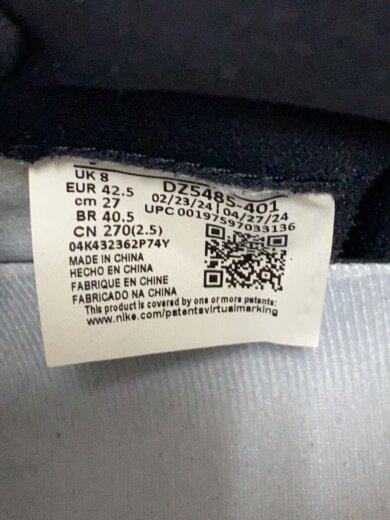 UK 8
EUR 42.5
cm 27
BR 40.5
CN 270(2.5)
04K432362P74Y
DZ5485-401
02/23/24 | 04/27/24
UPC 00197597033136
MADE IN CHINA
HECHO EN CHINA
FABRIQUE EN CHINE
FABRICADO NA CHINA
This product is covered by one or more patents:
www.nike.com/patentsvirtualmarking